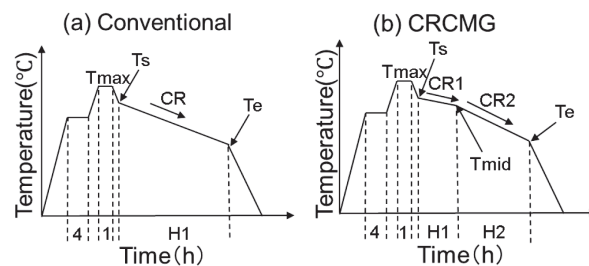 (a) Conventional
Temperature(°C)
Tmax
Ts
CR
Te
4
1
H1
Time(h)
(b) CRCMG
Temperature(°C)
Tmax
Ts
CR1
CR2
Te
Tmid
4
1
H1
H2
Time(h)